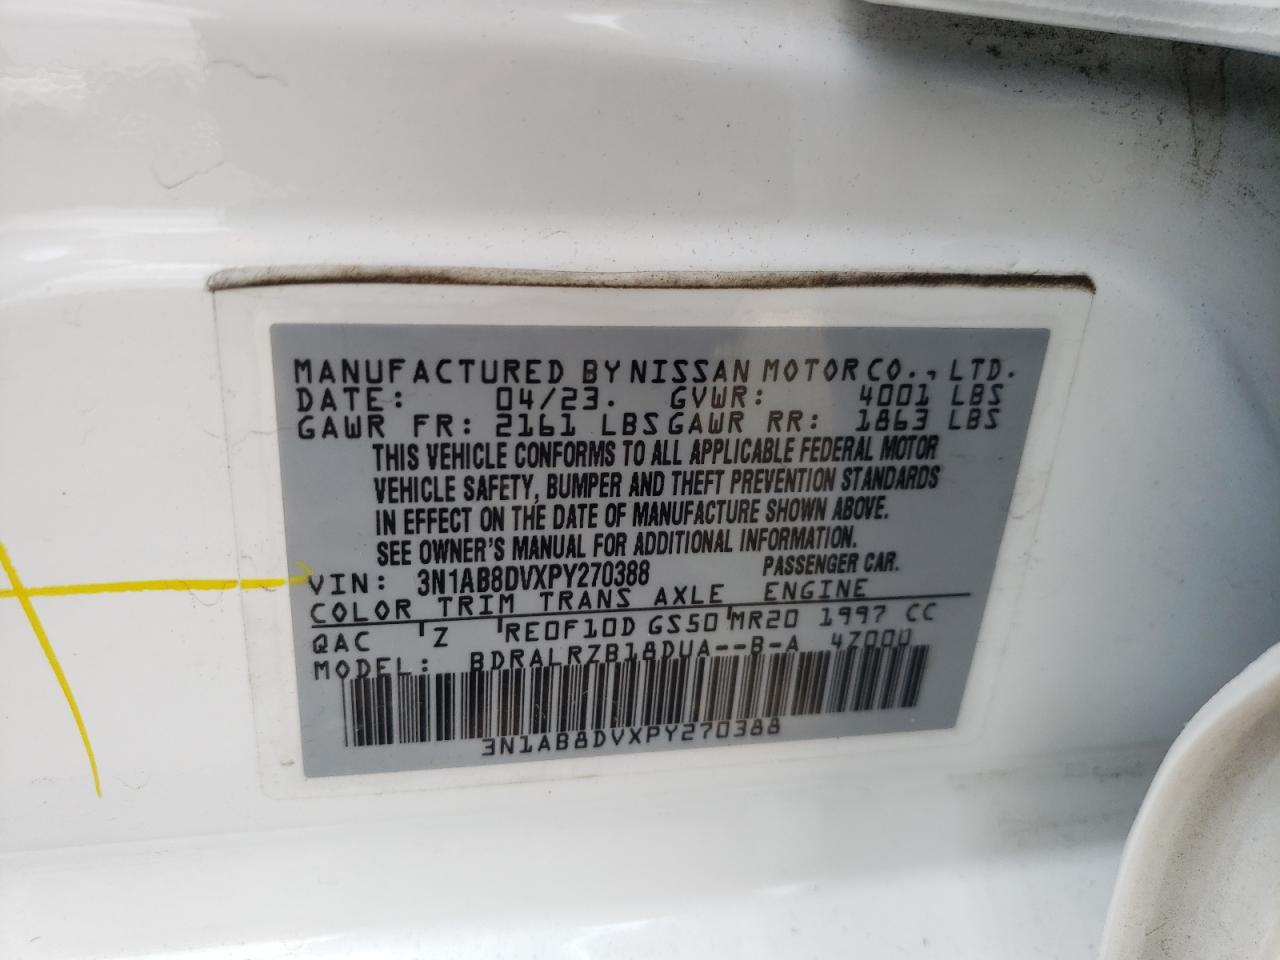 MANUFACTURED BY NISSAN MOTOR CO., LTD.
DATE: 04/23. GVWR: 4001 LBS
GAWR FR: 2161 LBS GAWR RR: 1863 LBS
THIS VEHICLE CONFORMS TO ALL APPLICABLE FEDERAL MOTOR
VEHICLE SAFETY, BUMPER AND THEFT PREVENTION STANDARDS
IN EFFECT ON THE DATE OF MANUFACTURE SHOWN ABOVE.
SEE OWNER'S MANUAL FOR ADDITIONAL INFORMATION.
VIN: 3N1AB8DVXPY270388 PASSENGER CAR.
COLOR TRIM TRANS AXLE ENGINE
QAC Z RE0F10D GS50 MR20 1997 CC
MODEL: BDRALRZB18DUA--B-A 4Z00U
3N1AB8DVXPY270388